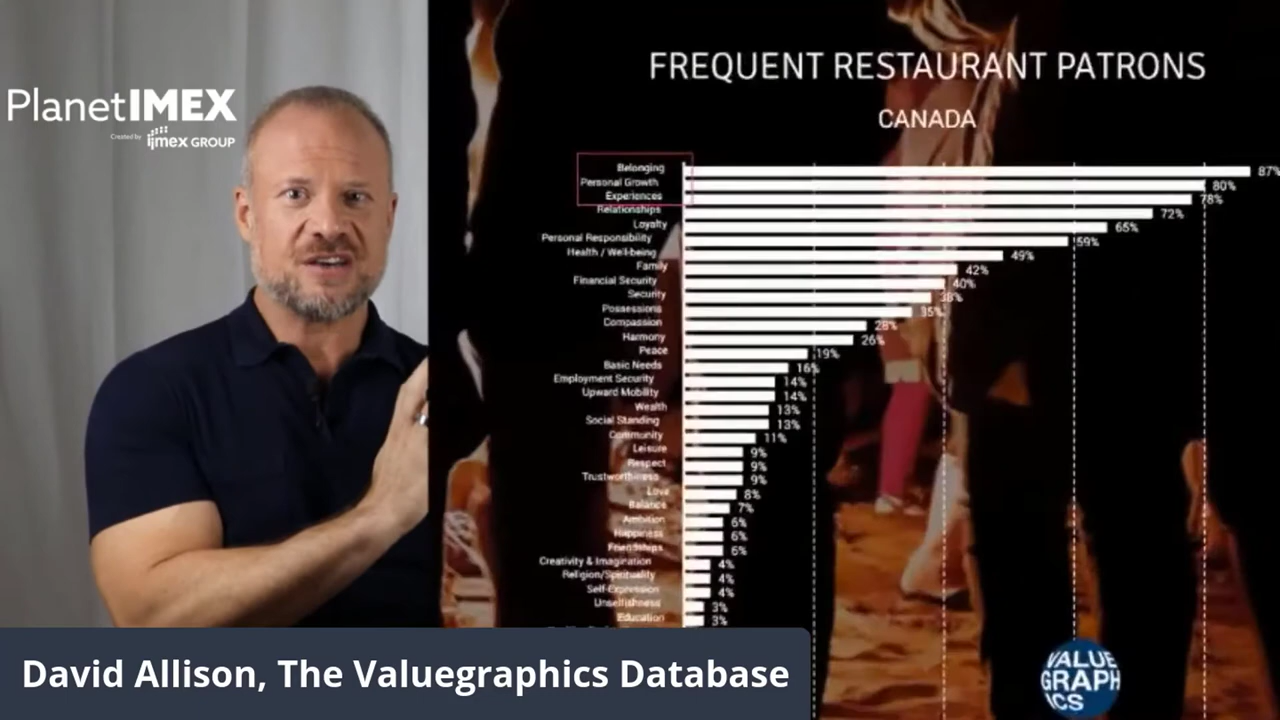 PlanetIMEX
Created by imex GROUP
FREQUENT RESTAURANT PATRONS
CANADA
Belonging 87%
Personal Growth 80%
Experiences 78%
Relationships 72%
Loyalty 65%
Personal Responsibility 59%
Health / Well-being 49%
Family 42%
Financial Security 40%
Security 38%
Possessions 35%
Compassion 28%
Harmony 26%
Peace 19%
Basic Needs 16%
Employment Security 14%
Upward Mobility 14%
Wealth 13%
Social Standing 13%
Community 11%
Leisure 9%
Respect 9%
Trustworthiness 9%
Love 8%
Balance 7%
Ambition 6%
Happiness 6%
Friendships 6%
Creativity & Imagination 4%
Religion/Spirituality 4%
Self-Expression 4%
Unselfishness 3%
Education 3%
VALUE
GRAPH
ICS
David Allison, The Valuegraphics Database